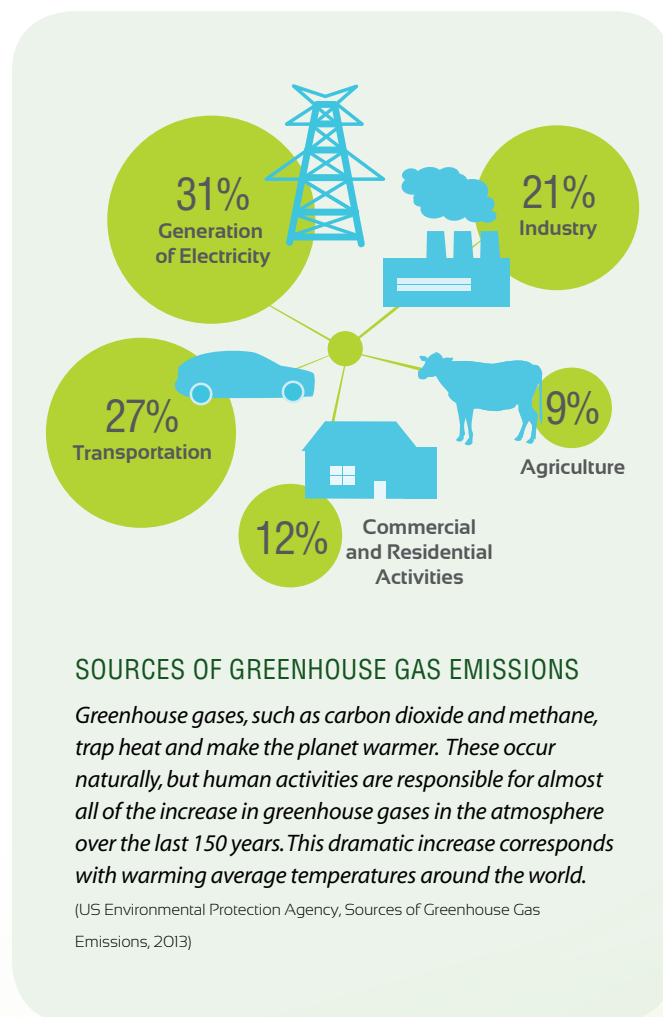 31%
Generation
of Electricity
21%
Industry
27%
Transportation
9%
Agriculture
12%
Commercial
and Residential
Activities
SOURCES OF GREENHOUSE GAS EMISSIONS
Greenhouse gases, such as carbon dioxide and methane,
trap heat and make the planet warmer. These occur
naturally, but human activities are responsible for almost
all of the increase in greenhouse gases in the atmosphere
over the last 150 years. This dramatic increase corresponds
with warming average temperatures around the world.
(US Environmental Protection Agency, Sources of Greenhouse Gas
Emissions, 2013)